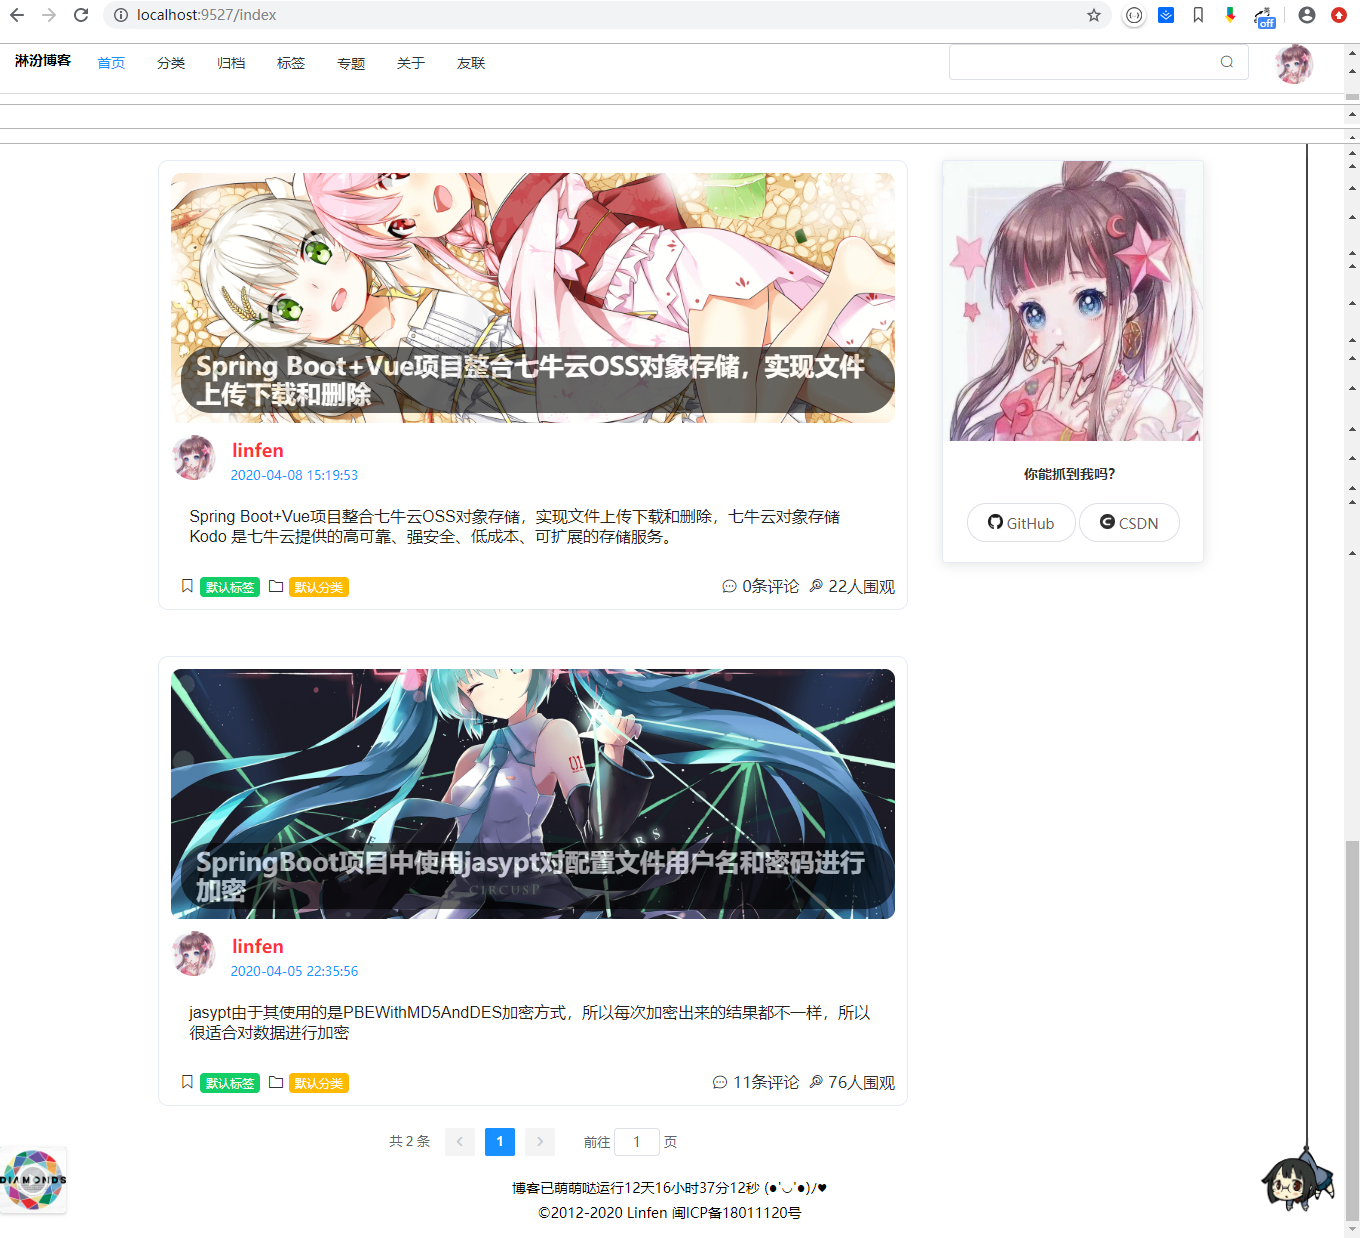 localhost:9527/index
off
淋汾博客 首页 分类 归档 标签 专题 关于 友联
Spring Boot+Vue项目整合七牛云OSS对象存储，实现文件
上传下载和删除
linfen
2020-04-08 15:19:53
Spring Boot+Vue项目整合七牛云OSS对象存储，实现文件上传下载和删除，七牛云对象存储
Kodo 是七牛云提供的高可靠、强安全、低成本、可扩展的存储服务。
默认标签 默认分类 0条评论 22人围观
你能抓到我吗?
GitHub CSDN
01
CIRCUSP
SpringBoot项目中使用jasypt对配置文件用户名和密码进行
加密
linfen
2020-04-05 22:35:56
jasypt由于其使用的是PBEWithMD5AndDES加密方式，所以每次加密出来的结果都不一样，所以
很适合对数据进行加密
默认标签 默认分类 11条评论 76人围观
共 2 条 < 1 > 前往 1 页
DIAMONDS
博客已萌萌哒运行12天16小时37分12秒 (●'◡'●)ﾉ♥
©2012-2020 Linfen 闽ICP备18011120号